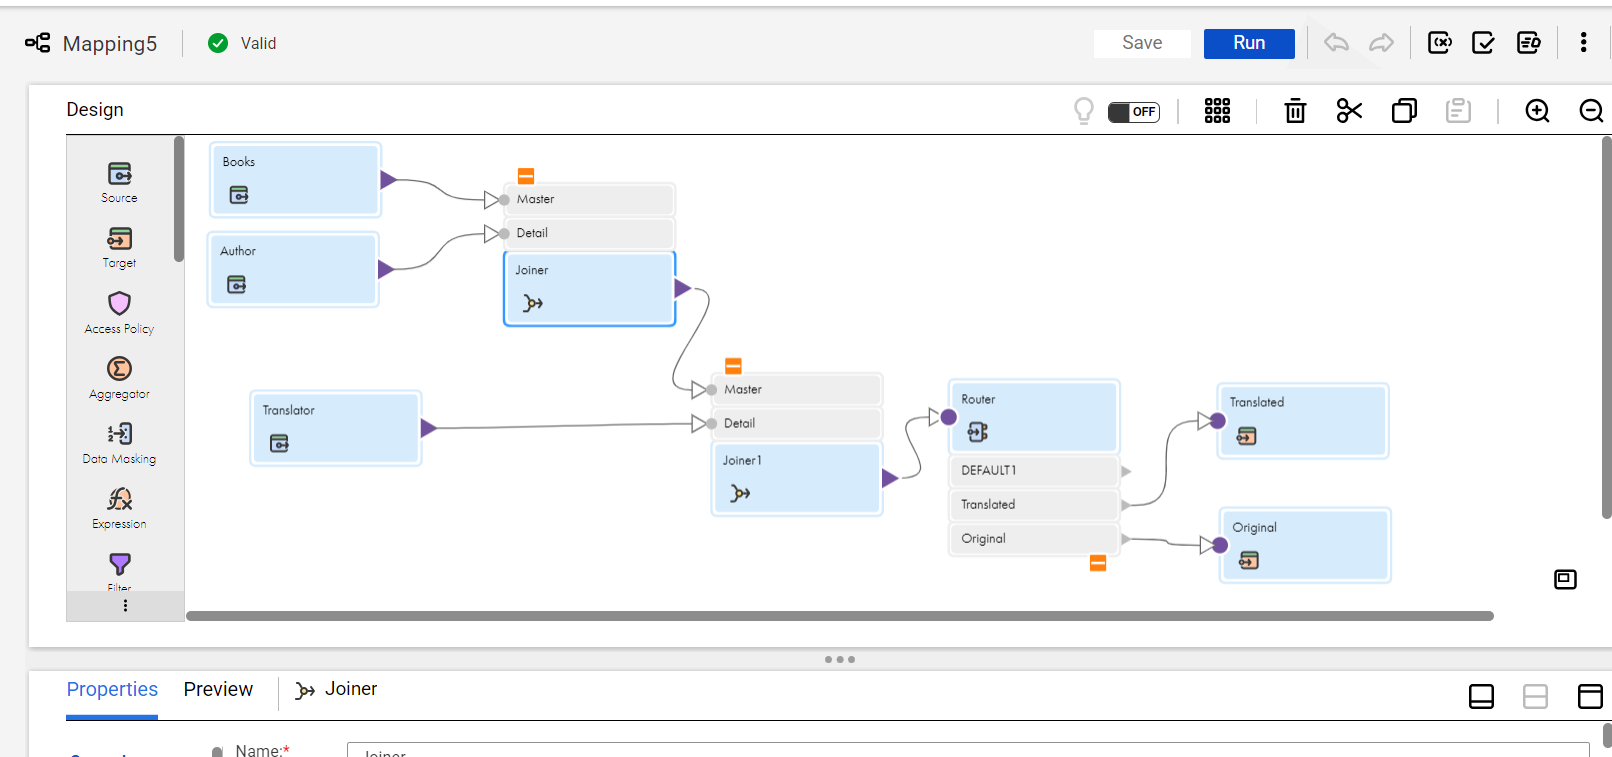 Mapping5
Valid
Save
Run
Design
OFF
Source
Target
Access Policy
Aggregator
Data Masking
Expression
Filter
Books
Author
Master
Detail
Joiner
Translator
Master
Detail
Joiner1
Router
DEFAULT1
Translated
Original
Translated
Original
Properties
Preview
Joiner
Name:*
Joiner